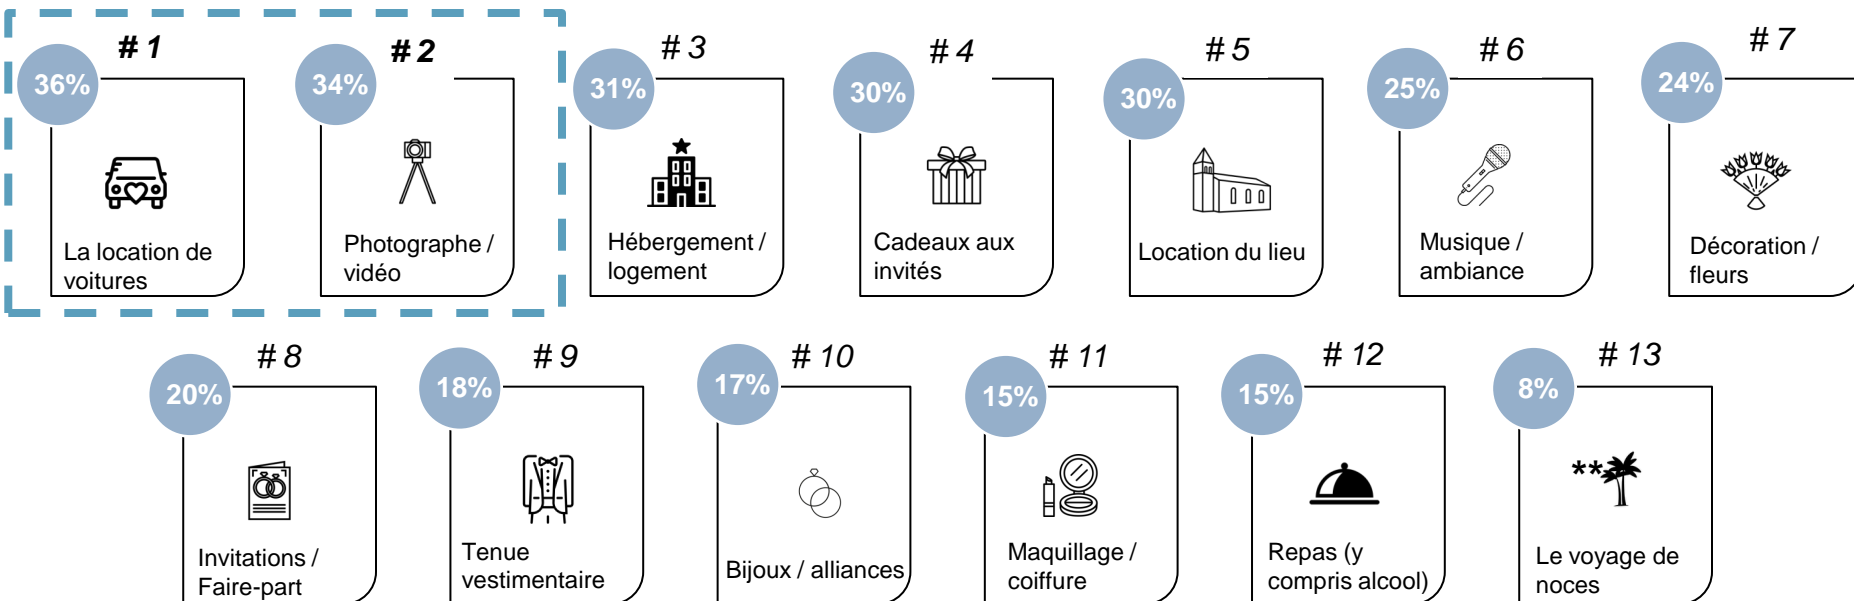 # 1
36%
La location de
voitures
# 2
34%
Photographe /
vidéo
# 3
31%
Hébergement /
logement
# 4
30%
Cadeaux aux
invités
# 5
30%
Location du lieu
# 6
25%
Musique /
ambiance
# 7
24%
Décoration /
fleurs
# 8
20%
Invitations /
Faire-part
# 9
18%
Tenue
vestimentaire
# 10
17%
Bijoux / alliances
# 11
15%
Maquillage /
coiffure
# 12
15%
Repas (y
compris alcool)
# 13
8%
**
Le voyage de
noces